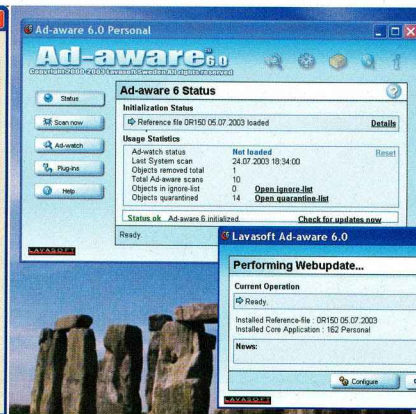 Ad-aware 6.0 Personal
Ad-aware 6.0
Copyright 2000-2003 Lavasoft Sweden All rights reserved
Status
Scan now
Ad-watch
Plug-ins
Help
LAVASOFT
Ad-aware 6 Status
Initialization Status
Reference file 0R150 05.07.2003 loaded Details
Usage Statistics
Ad-watch status Not loaded Reset
Last System scan 24.07.2003 18:34:00
Objects removed total 1
Total Ad-aware scans 10
Objects in ignore-list 0 Open ignore-list
Objects quarantined 14 Open quarantine-list
Status ok Ad-aware 6 initialized Check for updates now
Ready.
Lavasoft Ad-aware 6.0
Performing Webupdate...
Current Operation
Ready.
Installed Reference-file : 0R150 05.07.2003
Installed Core Application : 162 Personal
News:
Configure
LAVASOFT